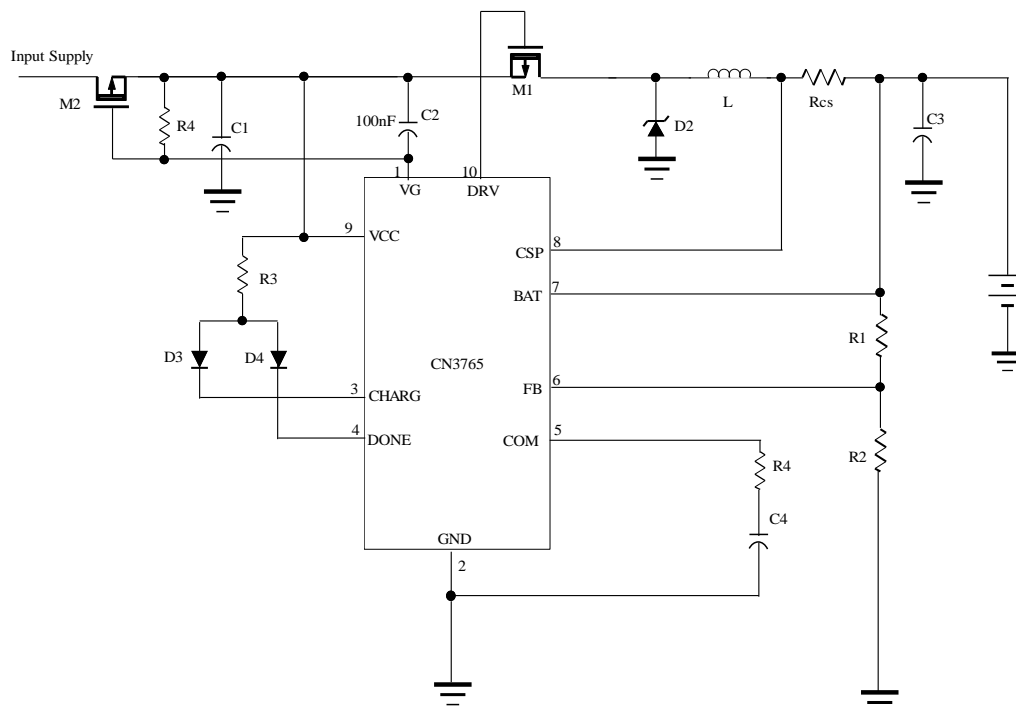 Input Supply
M2
R4
C1
100nF
C2
M1
D2
L
Rcs
C3
1
VG
10
DRV
9
VCC
8
CSP
7
BAT
R3
R1
D3
D4
CN3765
6
FB
3
CHARG
4
DONE
5
COM
R4
R2
C4
GND
2